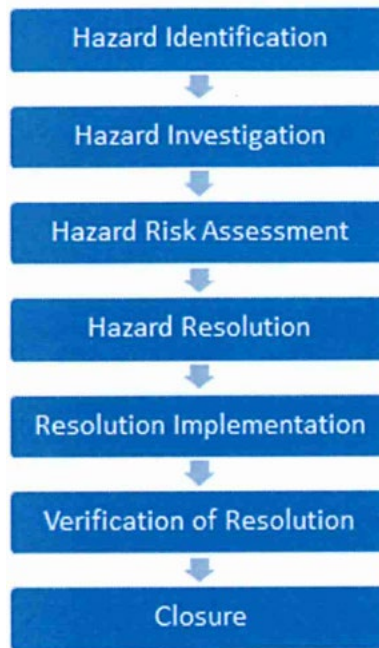 Hazard Identification
Hazard Investigation
Hazard Risk Assessment
Hazard Resolution
Resolution Implementation
Verification of Resolution
Closure